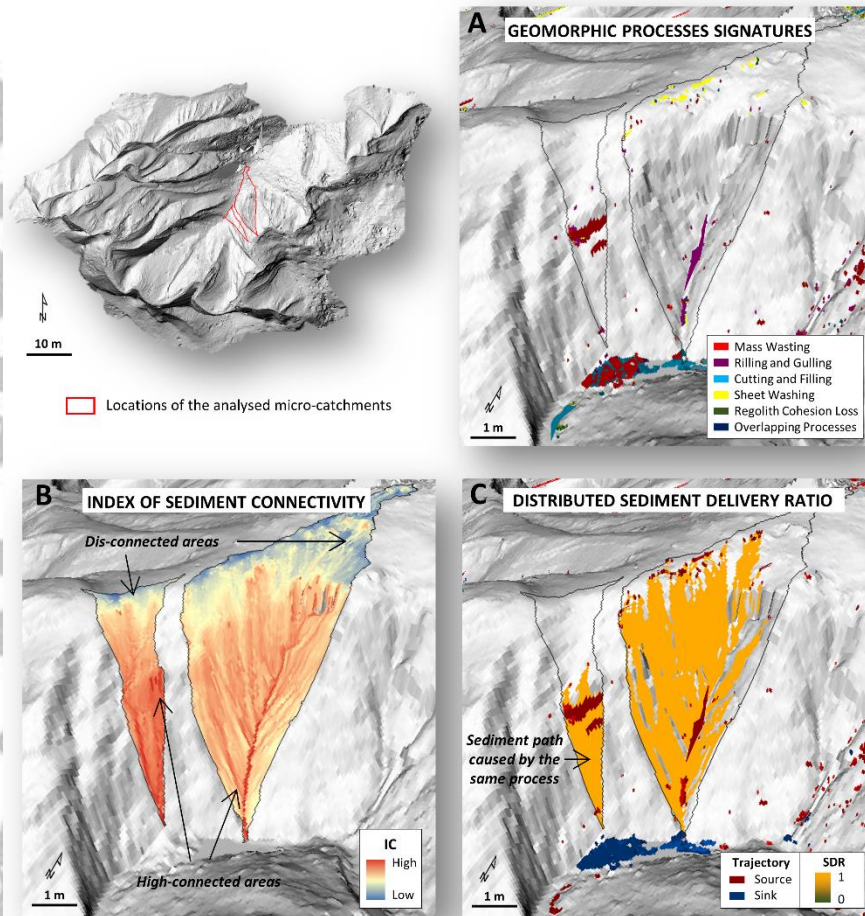 10 m
Locations of the analysed micro-catchments
A
GEOMORPHIC PROCESSES SIGNATURES
Mass Wasting
Rilling and Gulling
Cutting and Filling
Sheet Washing
Regolith Cohesion Loss
Overlapping Processes
N
1 m
B
INDEX OF SEDIMENT CONNECTIVITY
Dis-connected areas
High-connected areas
IC
High
Low
N
1 m
C
DISTRIBUTED SEDIMENT DELIVERY RATIO
Sediment path
caused by the
same process
Trajectory
Source
Sink
SDR
1
0
N
1 m